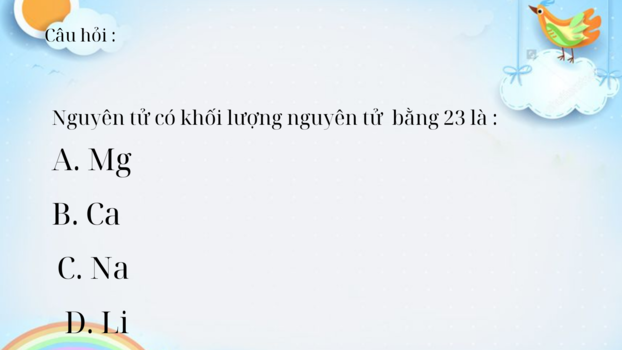 Câu hỏi :
Nguyên tử có khối lượng nguyên tử bằng 23 là :
A. Mg
B. Ca
C. Na
D. Li